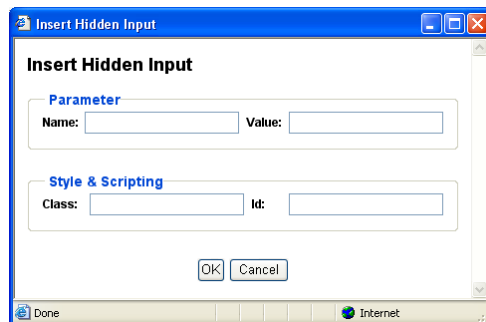 Insert Hidden Input
Insert Hidden Input
Parameter
Name: Value:
Style & Scripting
Class: Id:
OK Cancel
Done Internet